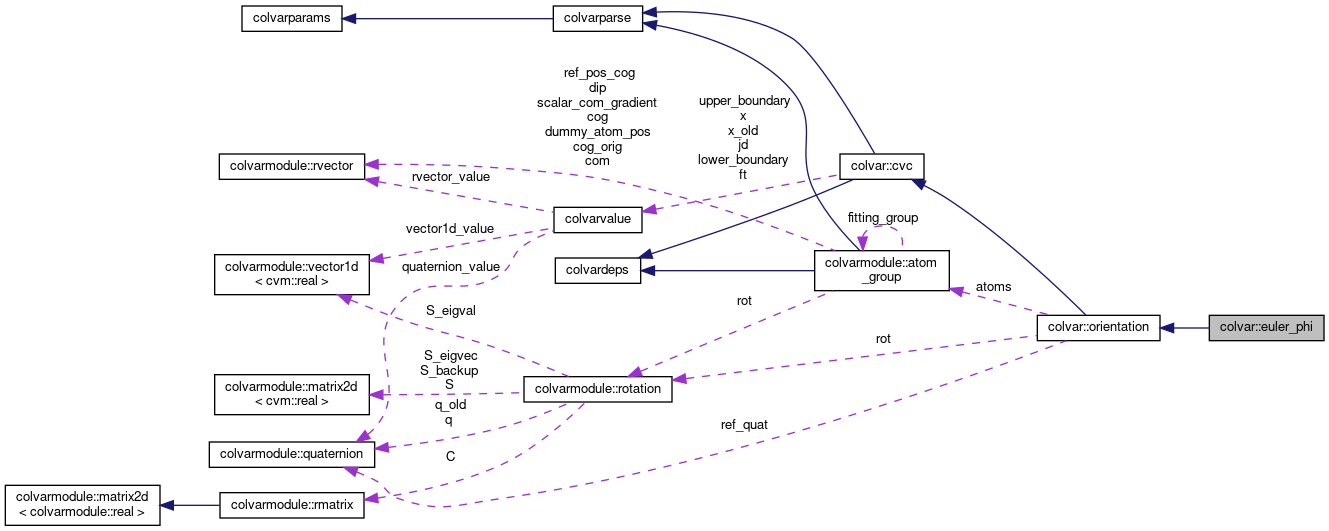 colvarparams
colvarparse
ref_pos_cog
dip
scalar_com_gradient
cog
dummy_atom_pos
cog_orig
com
upper_boundary
x
x_old
jd
lower_boundary
ft
colvarmodule::rvector
colvar::cvc
rvector_value
colvarvalue
fitting_group
vector1d_value
colvarmodule::vector1d
< cvm::real >
quaternion_value
colvardeps
colvarmodule::atom
_group
atoms
rot
S_eigval
colvar::orientation
colvar::euler_phi
rot
S_eigvec
S_backup
S
colvarmodule::matrix2d
< cvm::real >
colvarmodule::rotation
q_old
q
ref_quat
colvarmodule::quaternion
C
colvarmodule::matrix2d
< colvarmodule::real >
colvarmodule::rmatrix